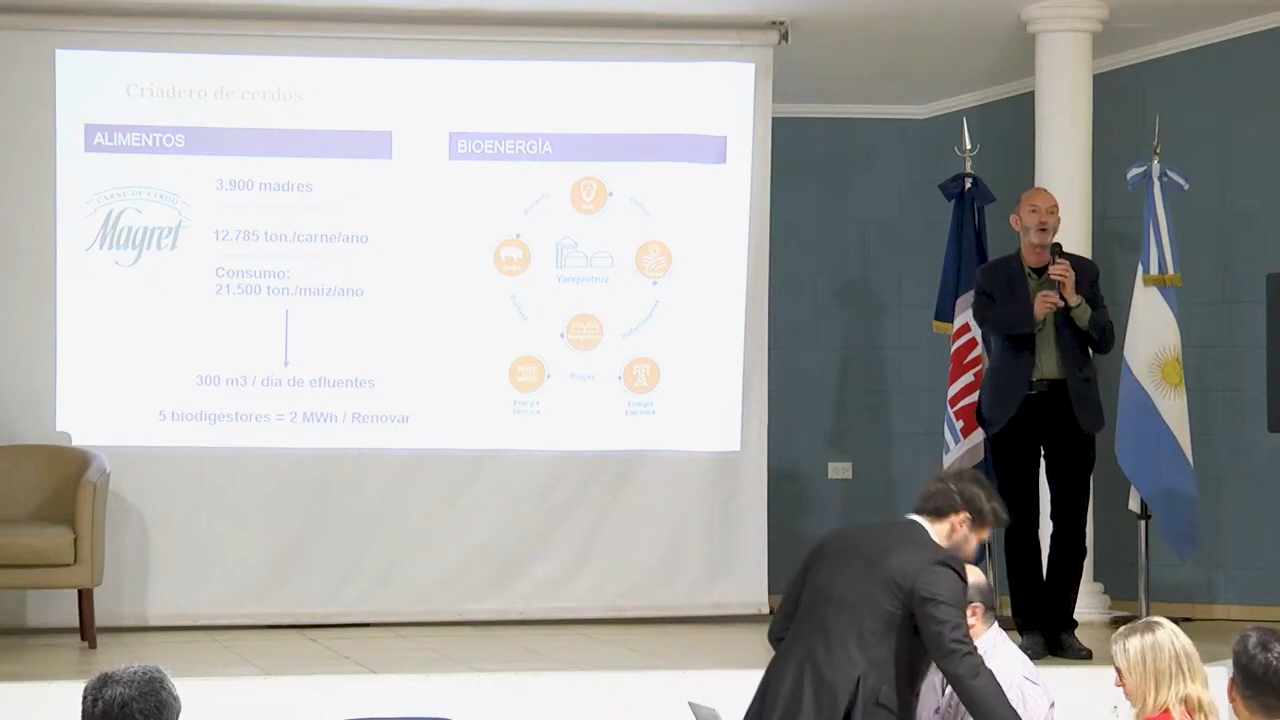 Criadero de cerdos
ALIMENTOS
CARNE DE CERDO
Magret
3.900 madres
12.785 ton./carne/ano
Consumo:
21.500 ton./maiz/ano
300 m3 / día de efluentes
5 biodigestores = 2 MWh / Renovar
BIOENERGÍA
Yanquetruz
Biofertilizantes
Biogas
Energía
Térmica
Energía
Eléctrica
INTA